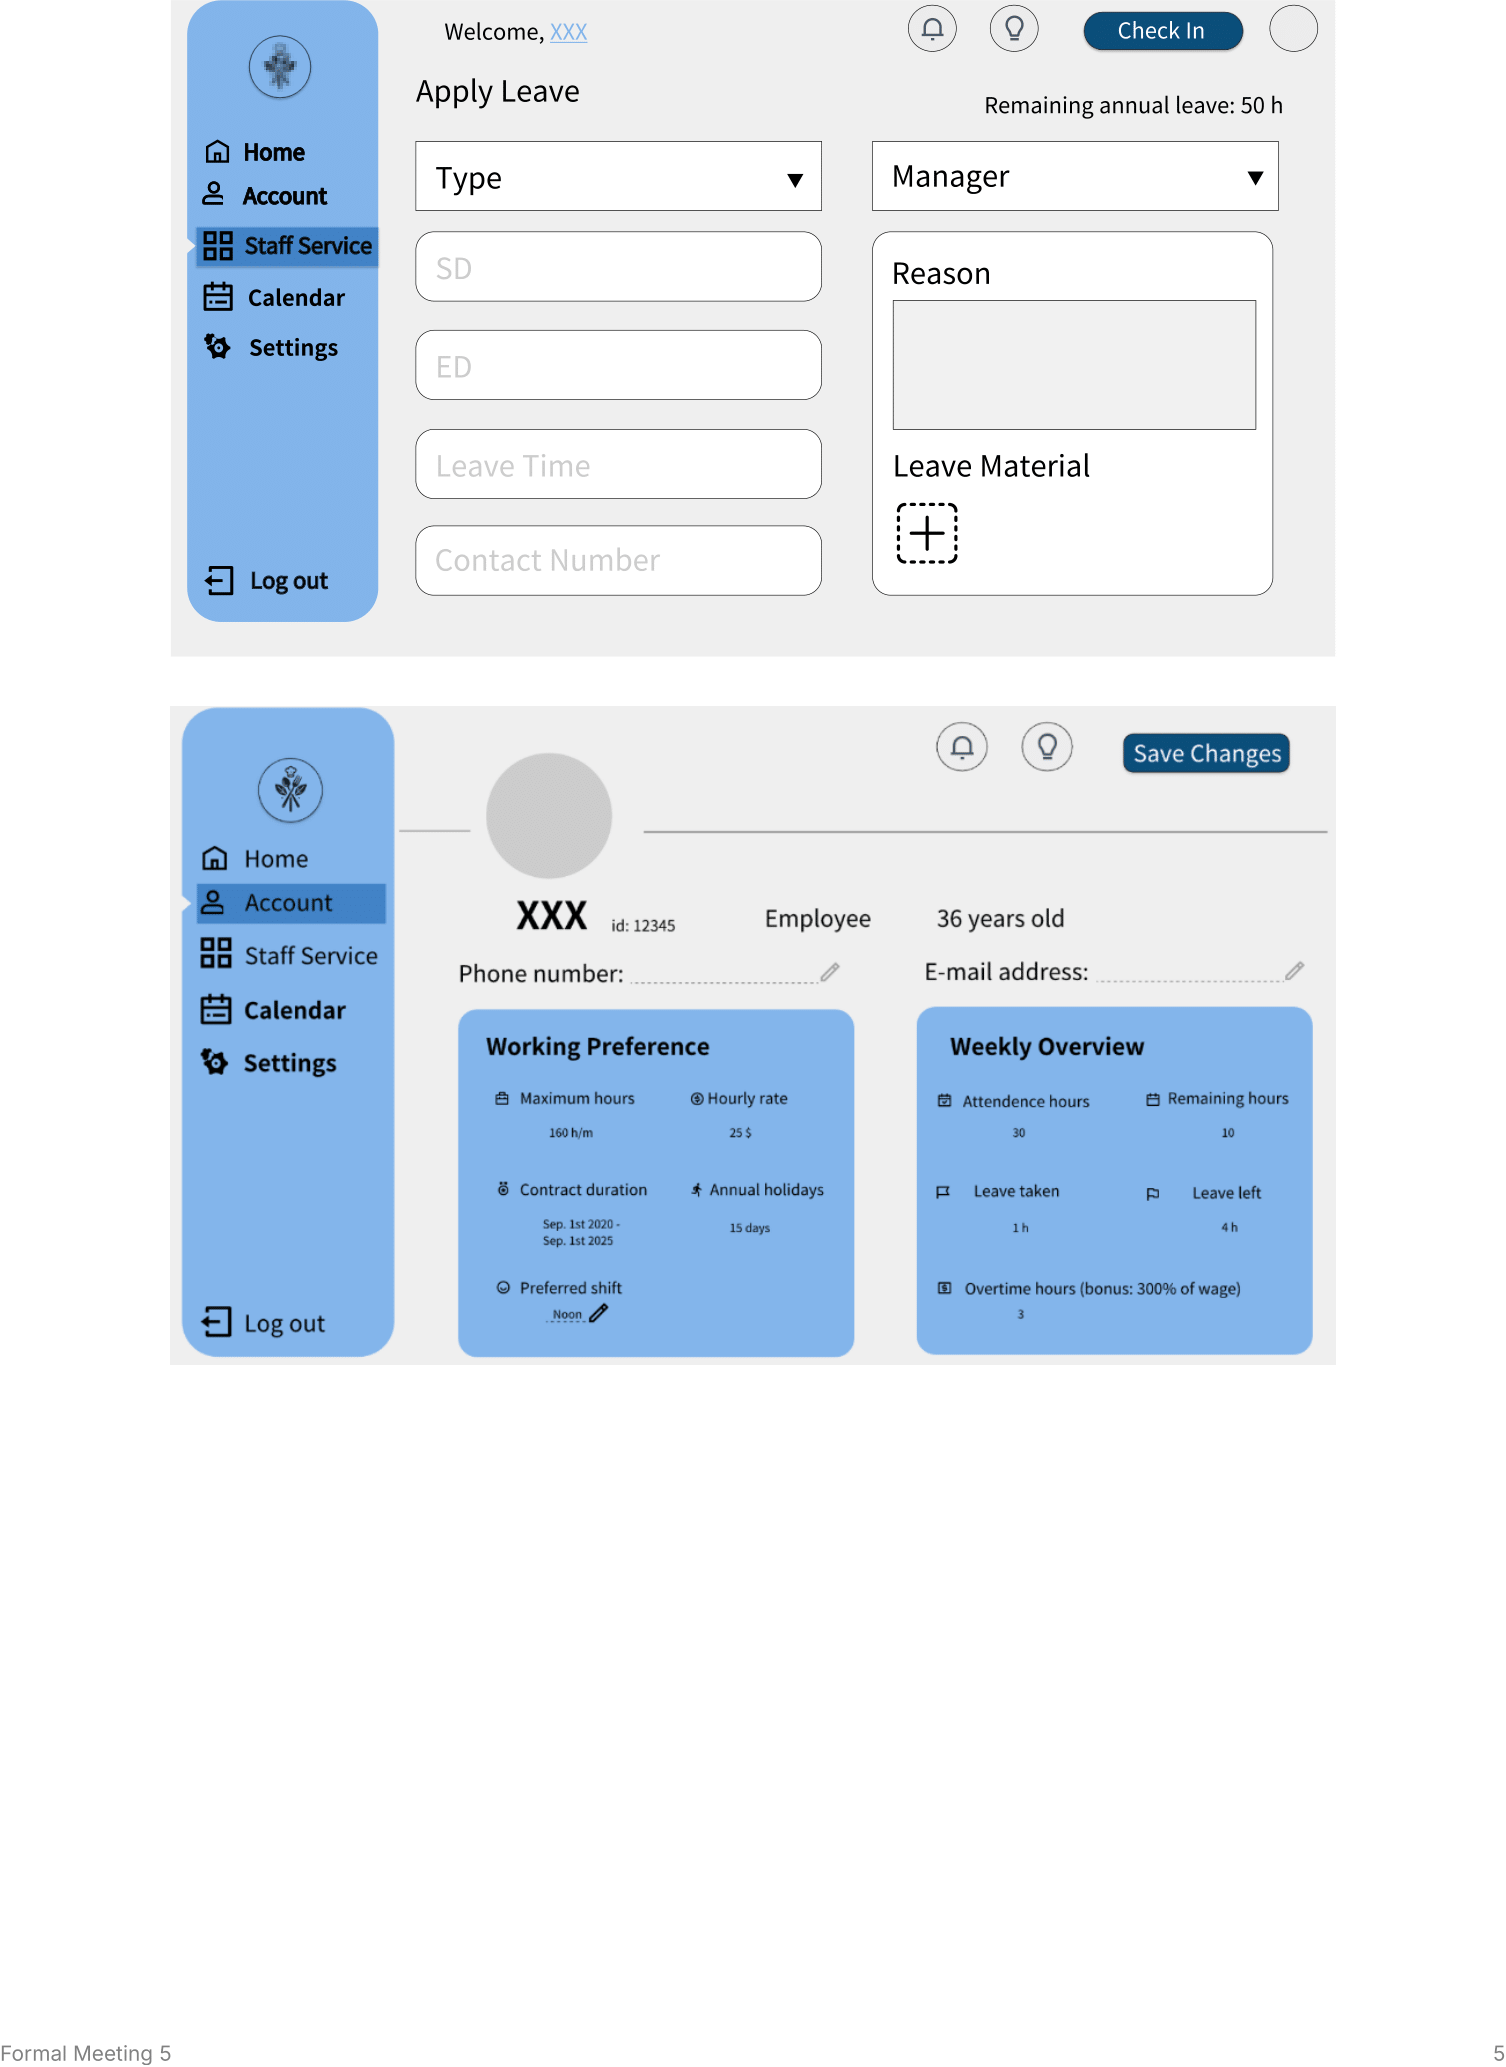 Welcome, XXX
Check In
Apply Leave
Remaining annual leave: 50 h
Home
Account
Staff Service
Calendar
Settings
Log out
Type
Manager
SD
ED
Leave Time
Contact Number
Reason
Leave Material
Save Changes
Home
Account
Staff Service
Calendar
Settings
Log out
XXX id: 12345 Employee 36 years old
Phone number:
E-mail address:
Working Preference
Maximum hours
160 h/m
Hourly rate
25 $
Contract duration
Sep. 1st 2020 -
Sep. 1st 2025
Annual holidays
15 days
Preferred shift
Noon
Weekly Overview
Attendence hours
30
Remaining hours
10
Leave taken
1 h
Leave left
4 h
Overtime hours (bonus: 300% of wage)
3
Formal Meeting 5
5